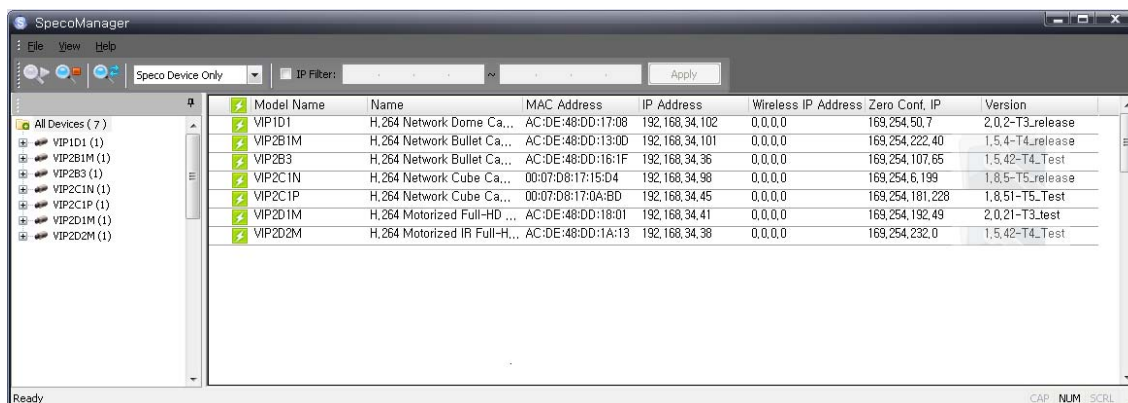 SpecoManager
File View Help
Speco Device Only IP Filter: . . . ~ . . . Apply
Model Name Name MAC Address IP Address Wireless IP Address Zero Conf, IP Version
All Devices ( 7 )
VIP1D1 (1)
VIP2B1M (1)
VIP2B3 (1)
VIP2C1N (1)
VIP2C1P (1)
VIP2D1M (1)
VIP2D2M (1)
VIP1D1 H,264 Network Dome Ca,,, AC:DE:48:DD:17:08 192,168,34,102 0,0,0,0 169,254,50,7 2,0,2-T3_release
VIP2B1M H,264 Network Bullet Ca,,, AC:DE:48:DD:13:0D 192,168,34,101 0,0,0,0 169,254,222,40 1,5,4-T4_release
VIP2B3 H,264 Network Bullet Ca,,, AC:DE:48:DD:16:1F 192,168,34,36 0,0,0,0 169,254,107,65 1,5,42-T4_Test
VIP2C1N H,264 Network Cube Ca,,, 00:07:D8:17:15:D4 192,168,34,98 0,0,0,0 169,254,6,199 1,8,5-T5_release
VIP2C1P H,264 Network Cube Ca,,, 00:07:D8:17:0A:BD 192,168,34,45 0,0,0,0 169,254,181,228 1,8,51-T5_Test
VIP2D1M H,264 Motorized Full-HD ,,, AC:DE:48:DD:18:01 192,168,34,41 0,0,0,0 169,254,192,49 2,0,21-T3_test
VIP2D2M H,264 Motorized IR Full-H,,, AC:DE:48:DD:1A:13 192,168,34,38 0,0,0,0 169,254,232,0 1,5,42-T4_Test
Ready CAP NUM SCRL